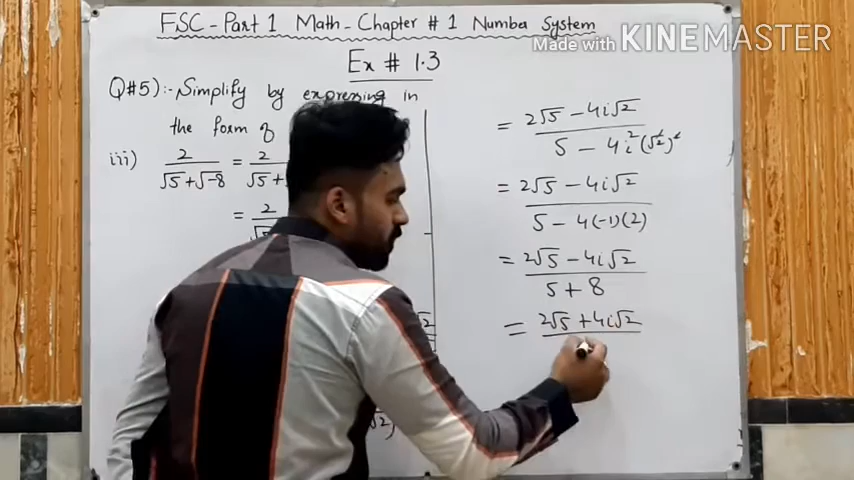 FSC-Part 1 Math-Chapter # 1 Numba System
Made with KINEMASTER
Ex # 1.3
Q#5):- Simplify by expressing in
the form of
iii) 2/(√5+√-8) = 2/(√5+
= 2/
= (2√5 - 4i√2)/(5 - 4i²(√2)²)
= (2√5 - 4i√2)/(5 - 4(-1)(2))
= (2√5 - 4i√2)/(5 + 8)
= 2√5 + 4i√2